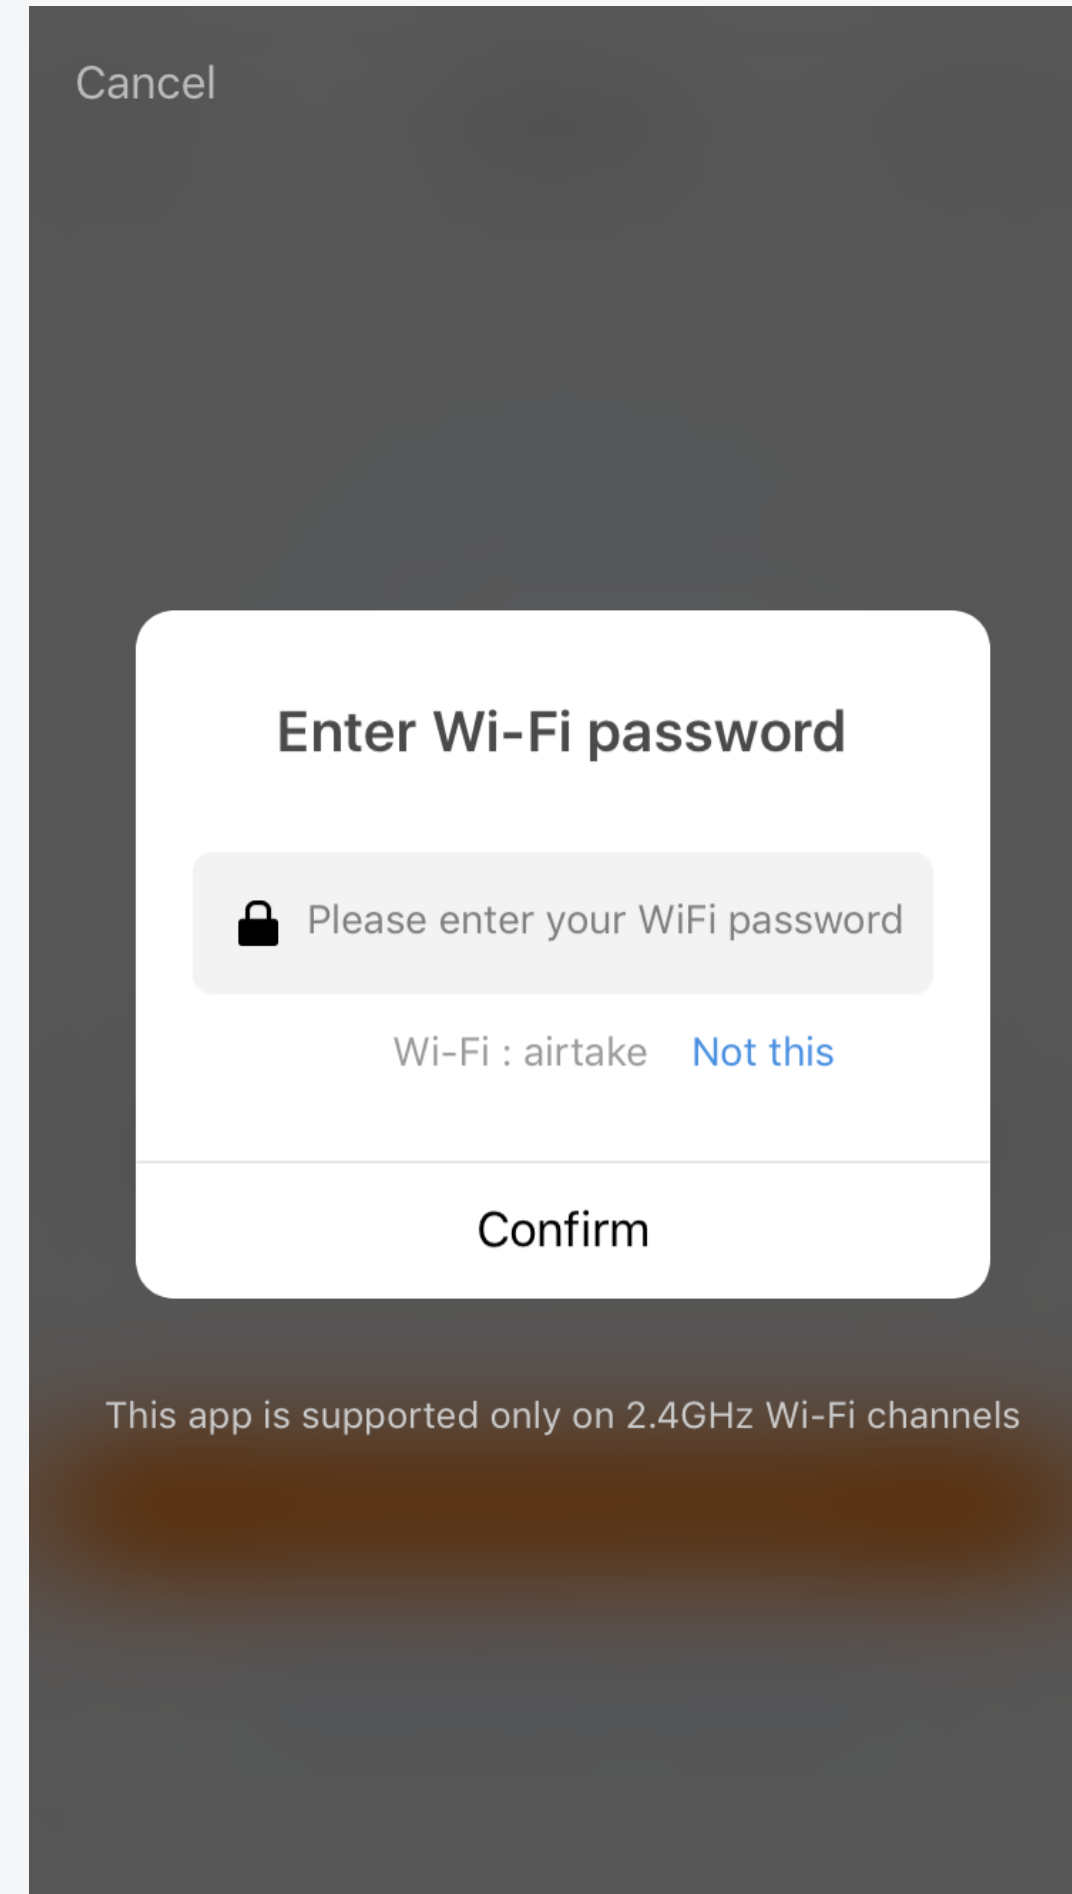 Cancel
Enter Wi-Fi password
Please enter your WiFi password
Wi-Fi : airtake Not this
Confirm
This app is supported only on 2.4GHz Wi-Fi channels